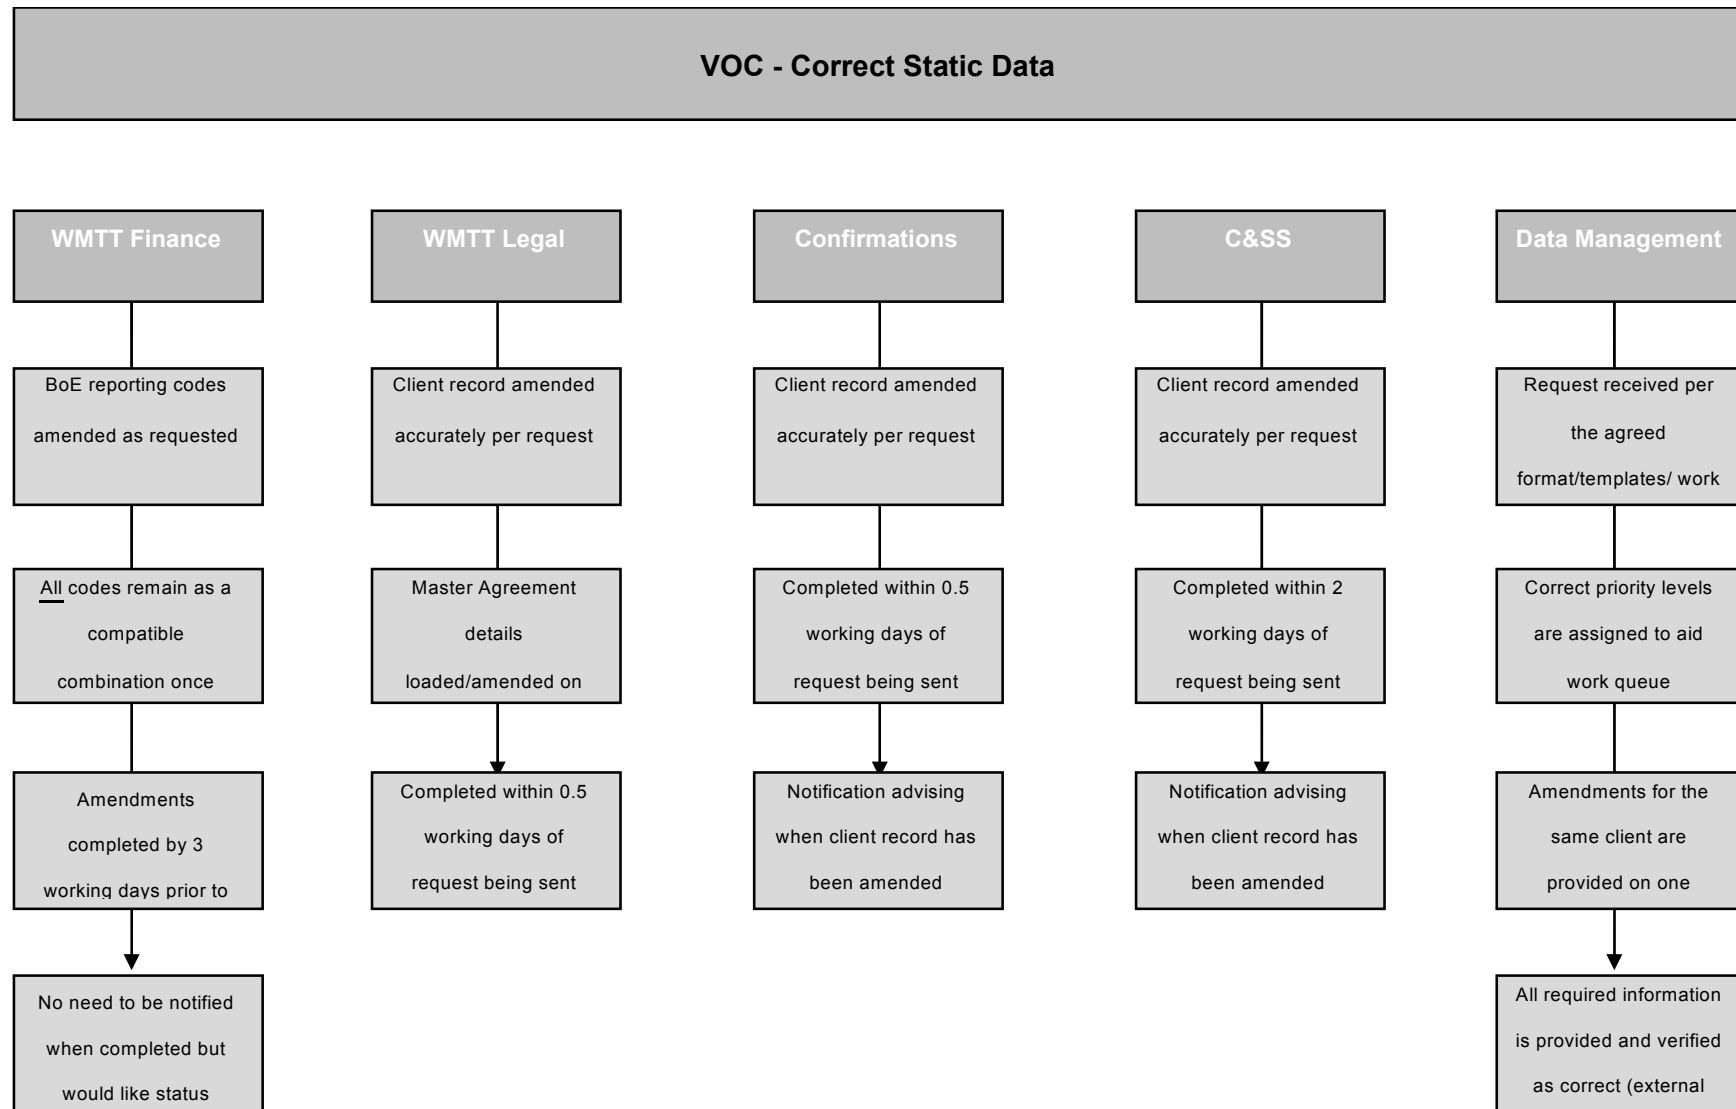 VOC - Correct Static Data
WMTT Finance
BoE reporting codes
amended as requested
All codes remain as a
compatible
combination once
Amendments
completed by 3
working days prior to
No need to be notified
when completed but
would like status
WMTT Legal
Client record amended
accurately per request
Master Agreement
details
loaded/amended on
Completed within 0.5
working days of
request being sent
Confirmations
Client record amended
accurately per request
Completed within 0.5
working days of
request being sent
Notification advising
when client record has
been amended
C&SS
Client record amended
accurately per request
Completed within 2
working days of
request being sent
Notification advising
when client record has
been amended
Data Management
Request received per
the agreed
format/templates/ work
Correct priority levels
are assigned to aid
work queue
Amendments for the
same client are
provided on one
All required information
is provided and verified
as correct (external